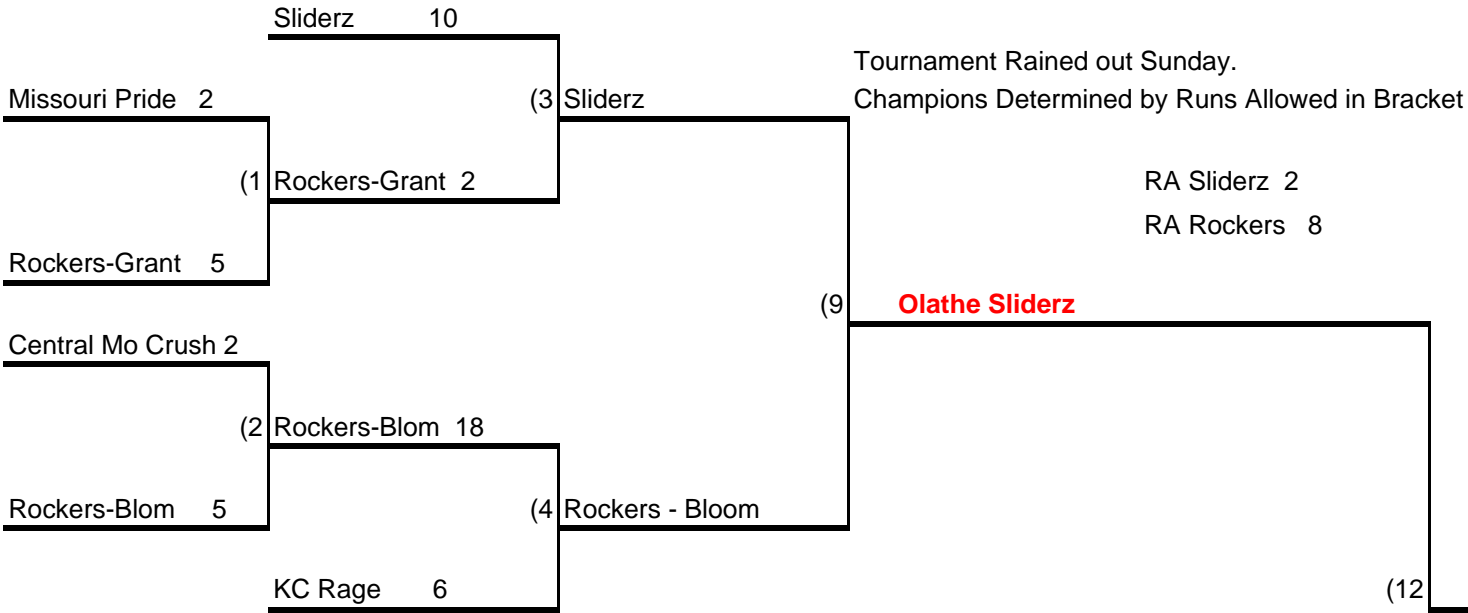 Sliderz 10
Tournament Rained out Sunday.
Missouri Pride 2
(3 Sliderz
Champions Determined by Runs Allowed in Bracket
(1 Rockers-Grant 2
RA Sliderz 2
RA Rockers 8
Rockers-Grant 5
(9 Olathe Sliderz
Central Mo Crush 2
(2 Rockers-Blom 18
Rockers-Blom 5
(4 Rockers - Bloom
KC Rage 6
(12